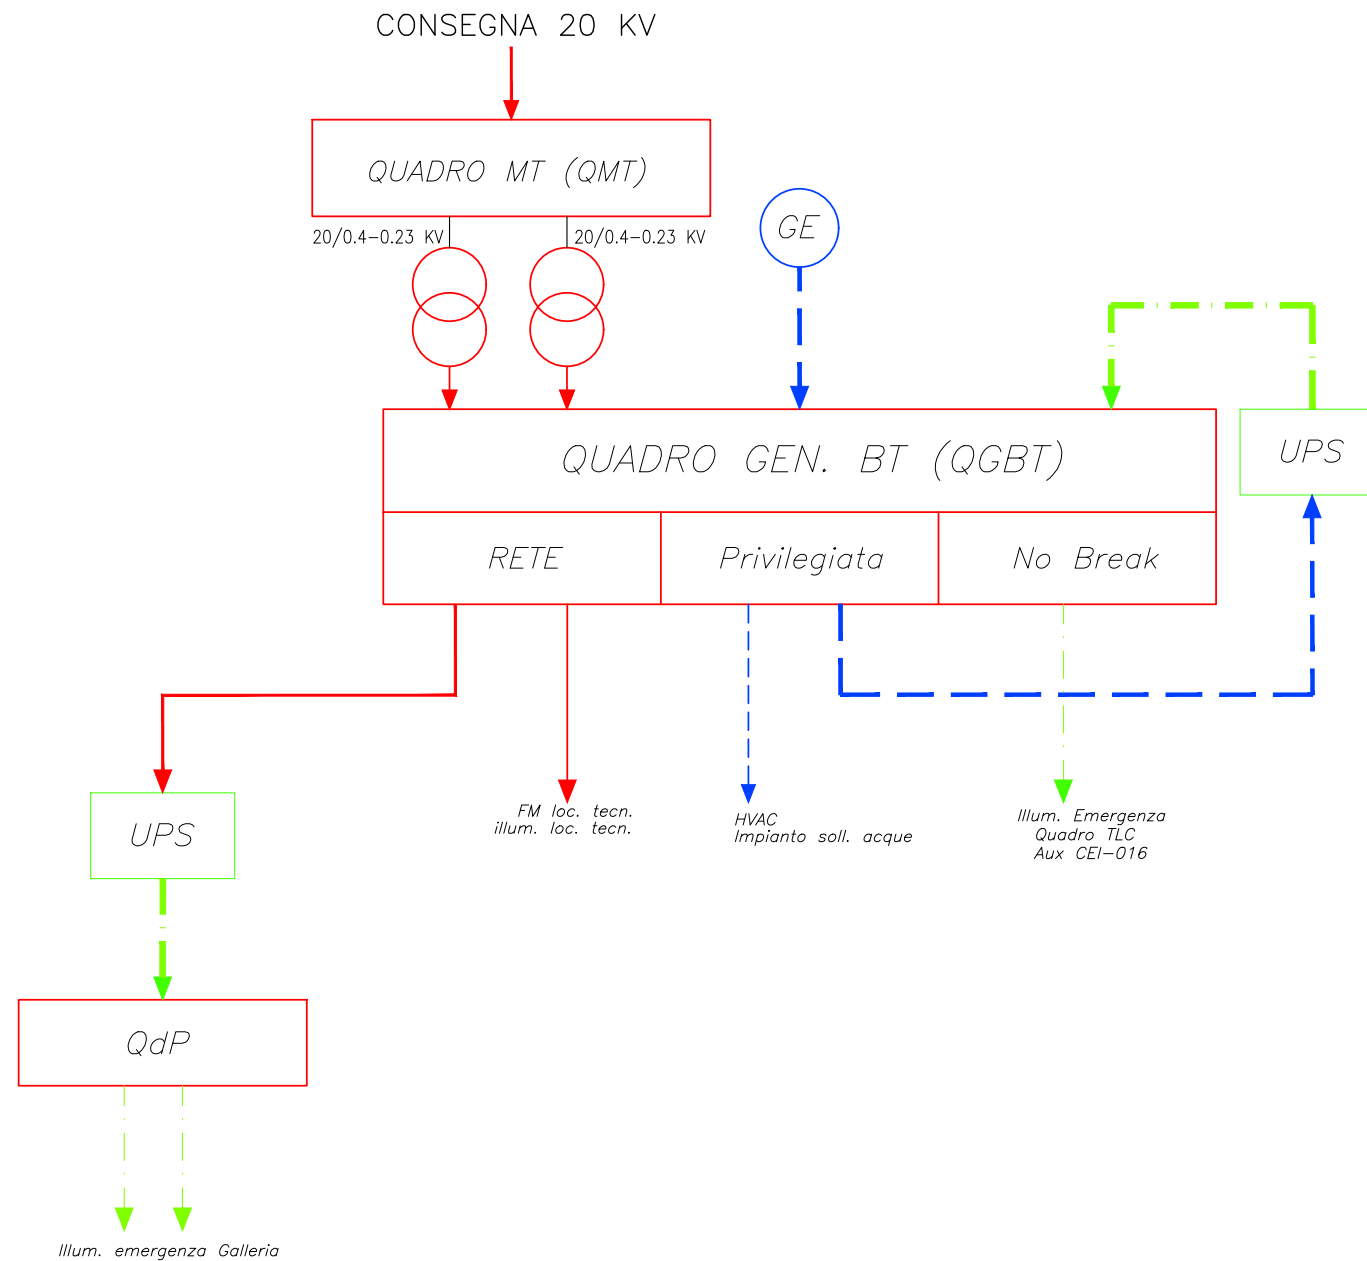 CONSEGNA 20 KV
QUADRO MT (QMT)
20/0.4-0.23 KV
20/0.4-0.23 KV
GE
QUADRO GEN. BT (QGBT)
UPS
RETE
Privilegiata
No Break
FM loc. tecn.
illum. loc. tecn.
HVAC
Impianto soll. acque
Illum. Emergenza
Quadro TLC
Aux CEI-016
UPS
QdP
Illum. emergenza Galleria